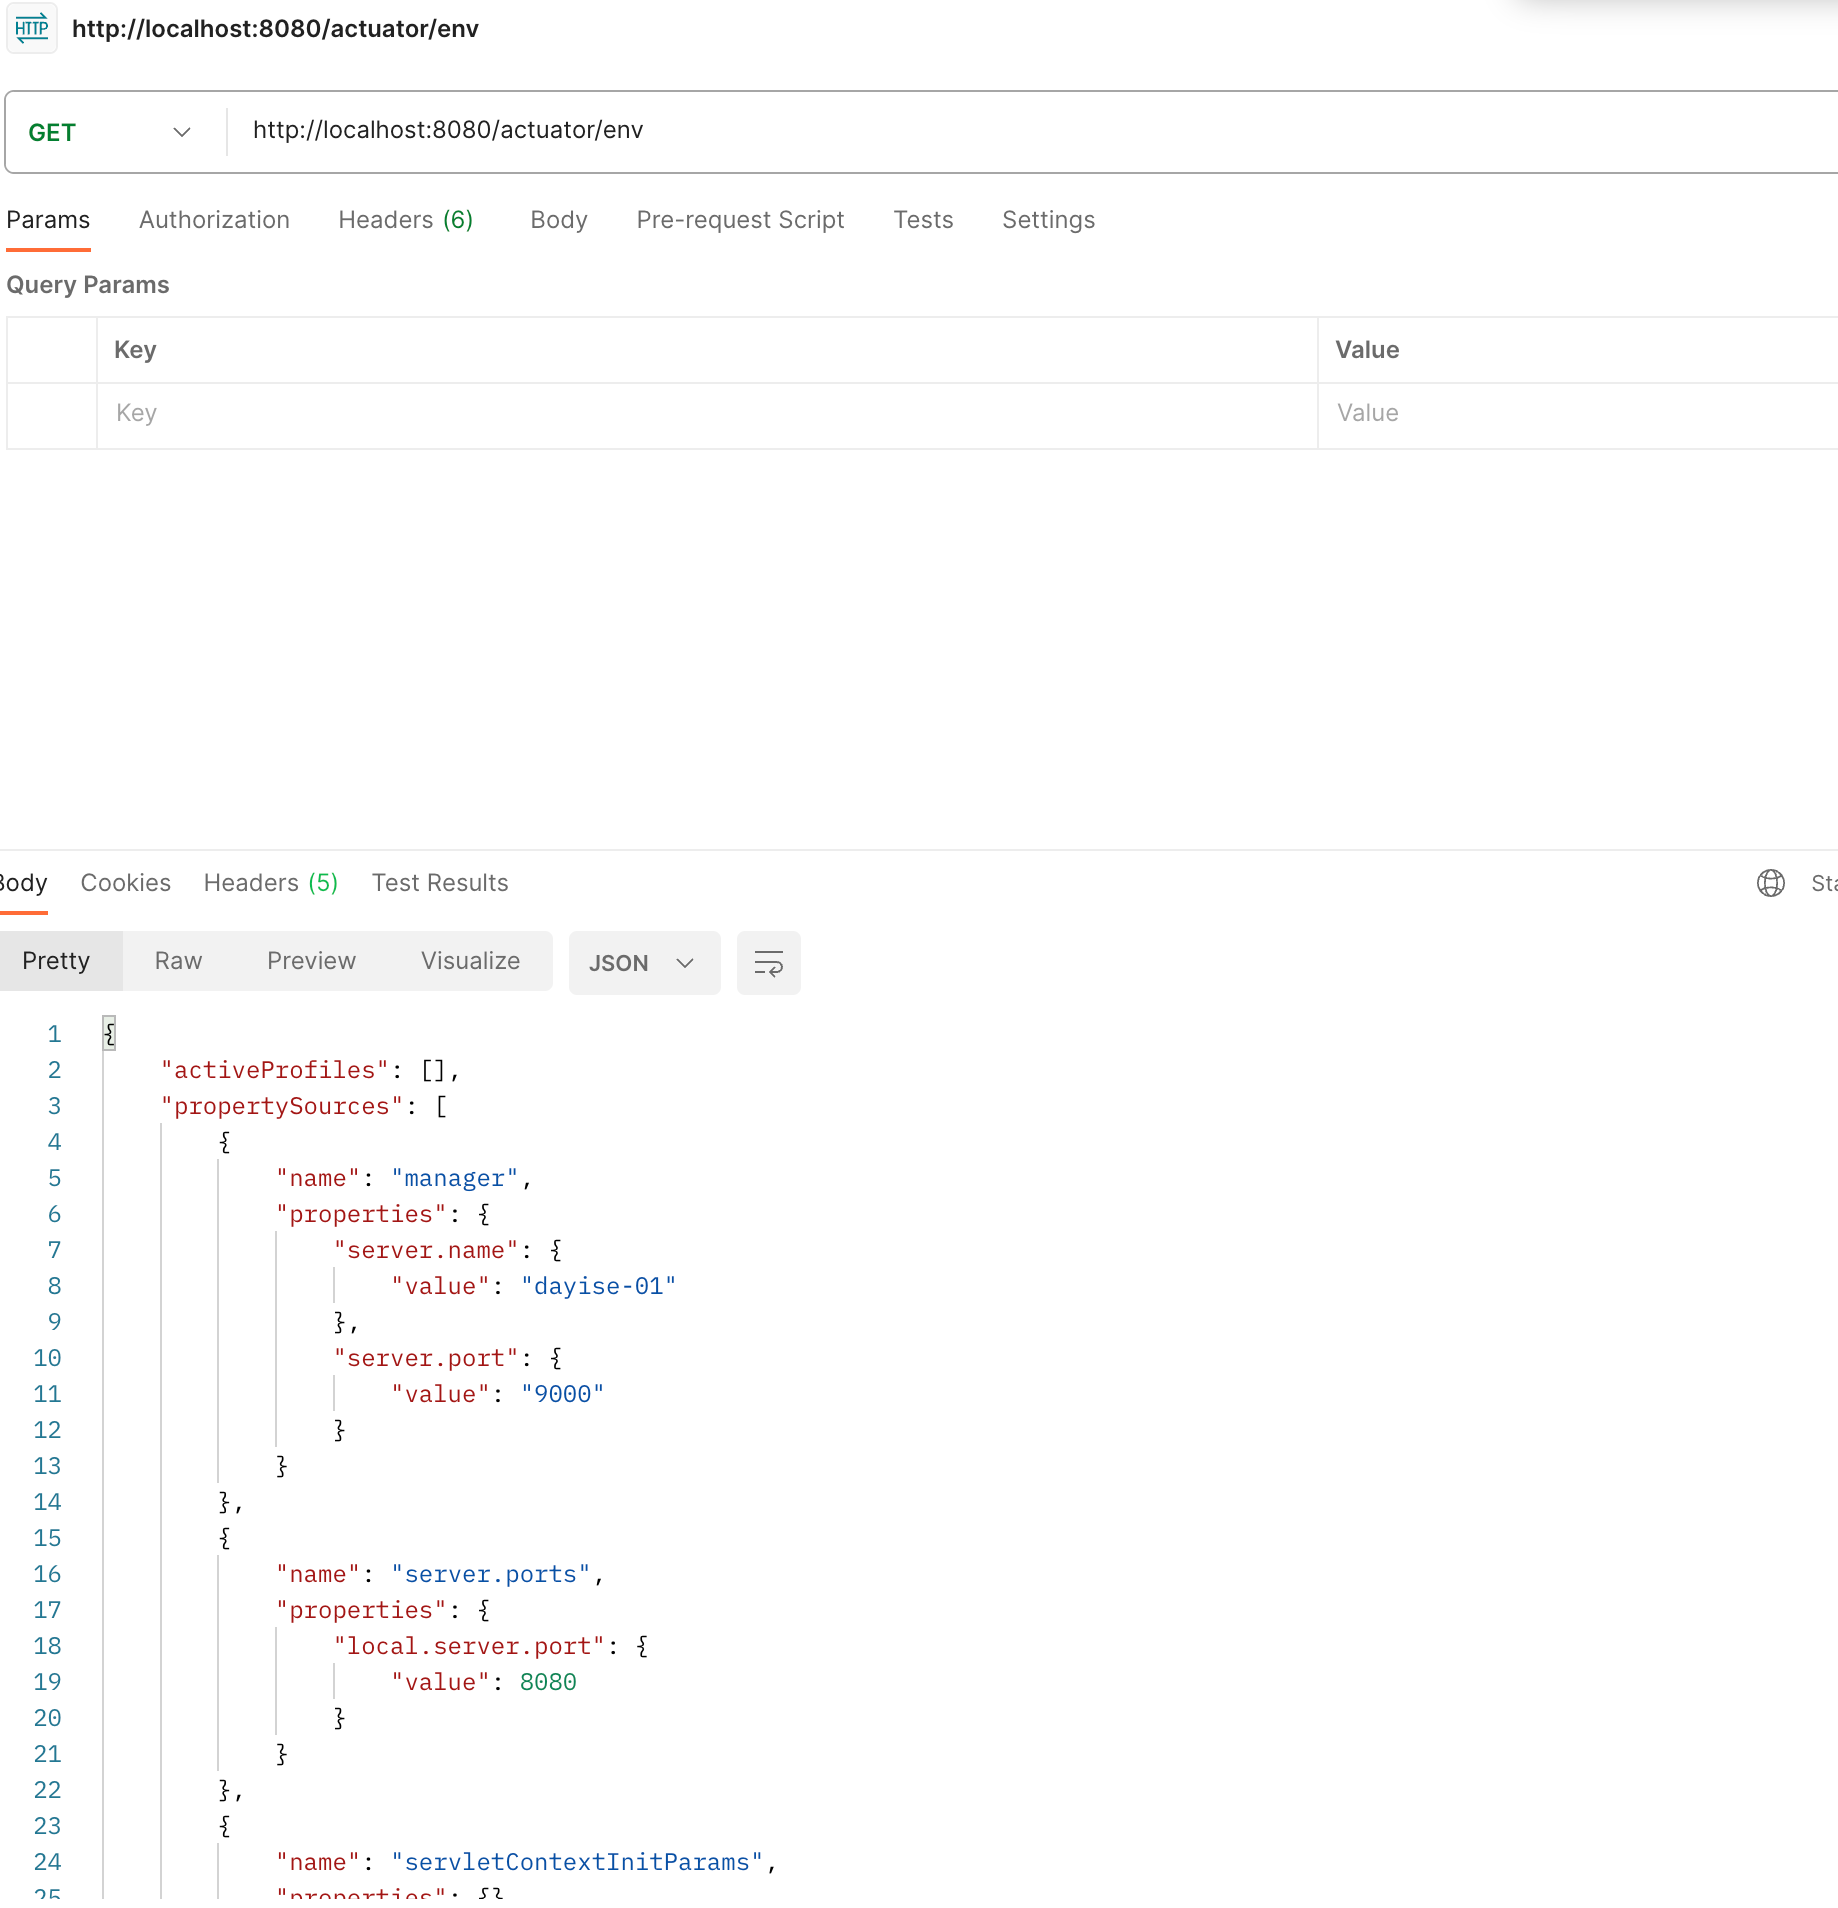 HTTP http://localhost:8080/actuator/env
GET http://localhost:8080/actuator/env
Params Authorization Headers (6) Body Pre-request Script Tests Settings
Query Params
Key Value
Key Value
Body Cookies Headers (5) Test Results
Pretty Raw Preview Visualize JSON
1 {
2 "activeProfiles": [],
3 "propertySources": [
4 {
5 "name": "manager",
6 "properties": {
7 "server.name": {
8 "value": "dayise-01"
9 },
10 "server.port": {
11 "value": "9000"
12 }
13 }
14 },
15 {
16 "name": "server.ports",
17 "properties": {
18 "local.server.port": {
19 "value": 8080
20 }
21 }
22 },
23 {
24 "name": "servletContextInitParams",
25 "properties": {}